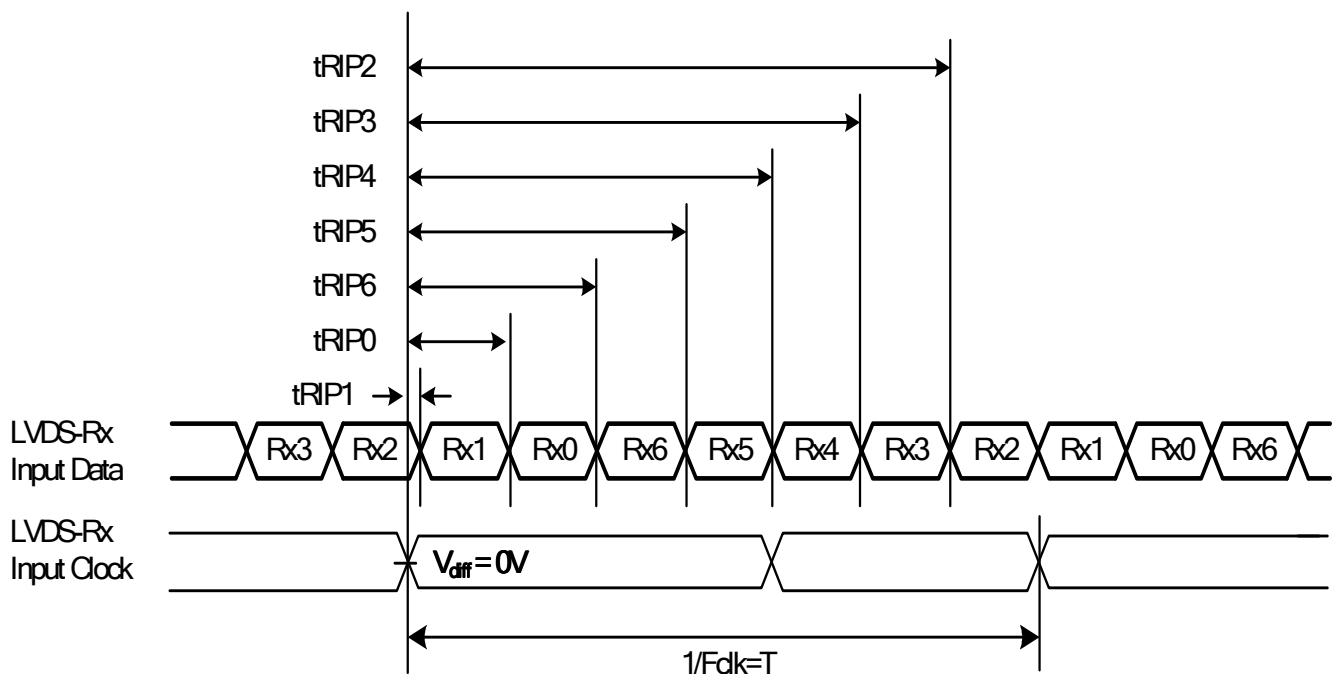 tRIP2
tRIP3
tRIP4
tRIP5
tRIP6
tRIP0
tRIP1
LVDS-Rx
Input Data
Rx3 Rx2 Rx1 Rx0 Rx6 Rx5 Rx4 Rx3 Rx2 Rx1 Rx0 Rx6
LVDS-Rx
Input Clock
Vdiff = 0V
1/Fclk=T